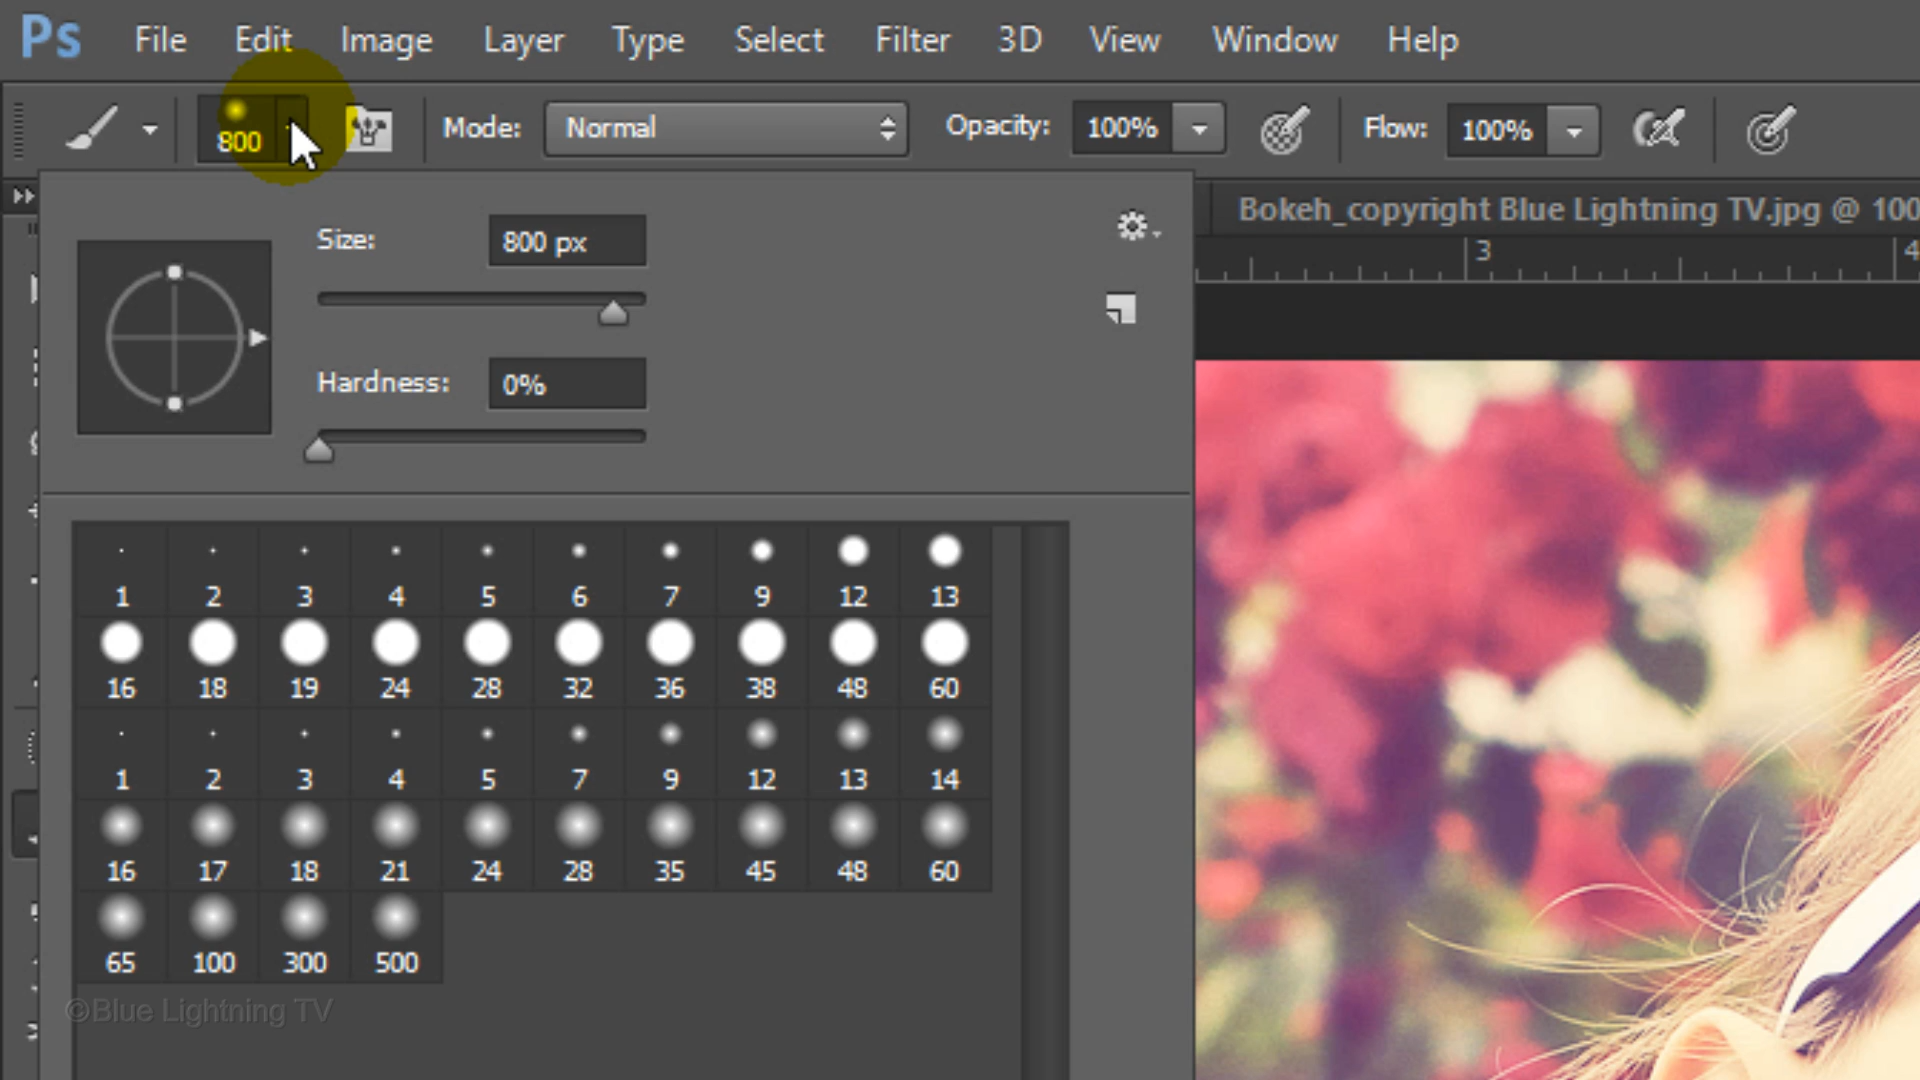 Ps File Edit Image Layer Type Select Filter 3D View Window Help
800 Mode: Normal Opacity: 100% Flow: 100%
Bokeh_copyright Blue Lightning TV.jpg @ 100
3 4
Size: 800 px
Hardness: 0%
1 2 3 4 5 6 7 9 12 13
16 18 19 24 28 32 36 38 48 60
1 2 3 4 5 7 9 12 13 14
16 17 18 21 24 28 35 45 48 60
65 100 300 500
©Blue Lightning TV